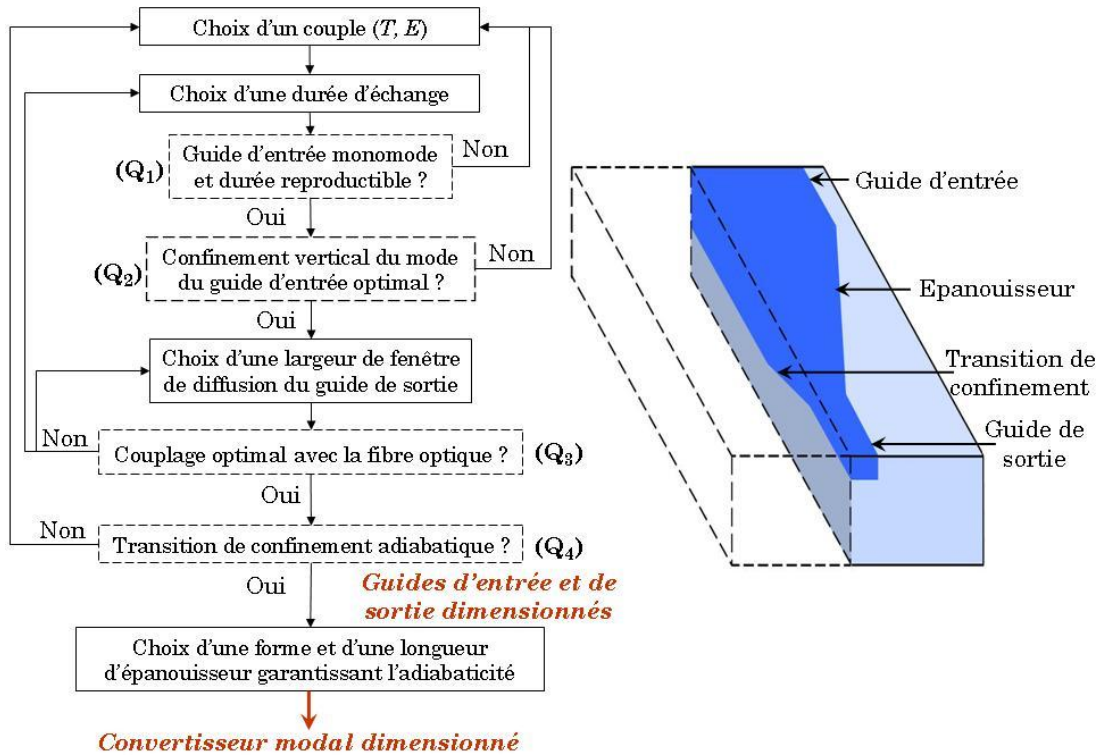 Choix d'un couple (T, E)
Choix d'une durée d'échange
(Q1)
Guide d'entrée monomode
et durée reproductible ?
Non
Oui
(Q2)
Confinement vertical du mode
du guide d'entrée optimal ?
Non
Oui
Choix d'une largeur de fenêtre
de diffusion du guide de sortie
Non
Couplage optimal avec la fibre optique ?
(Q3)
Oui
Non
Transition de confinement adiabatique ?
(Q4)
Oui
Guides d'entrée et de
sortie dimensionnés
Choix d'une forme et d'une longueur
d'épanouisseur garantissant l'adiabaticité
Convertisseur modal dimensionné
Guide d'entrée
Epanouisseur
Transition de
confinement
Guide de
sortie